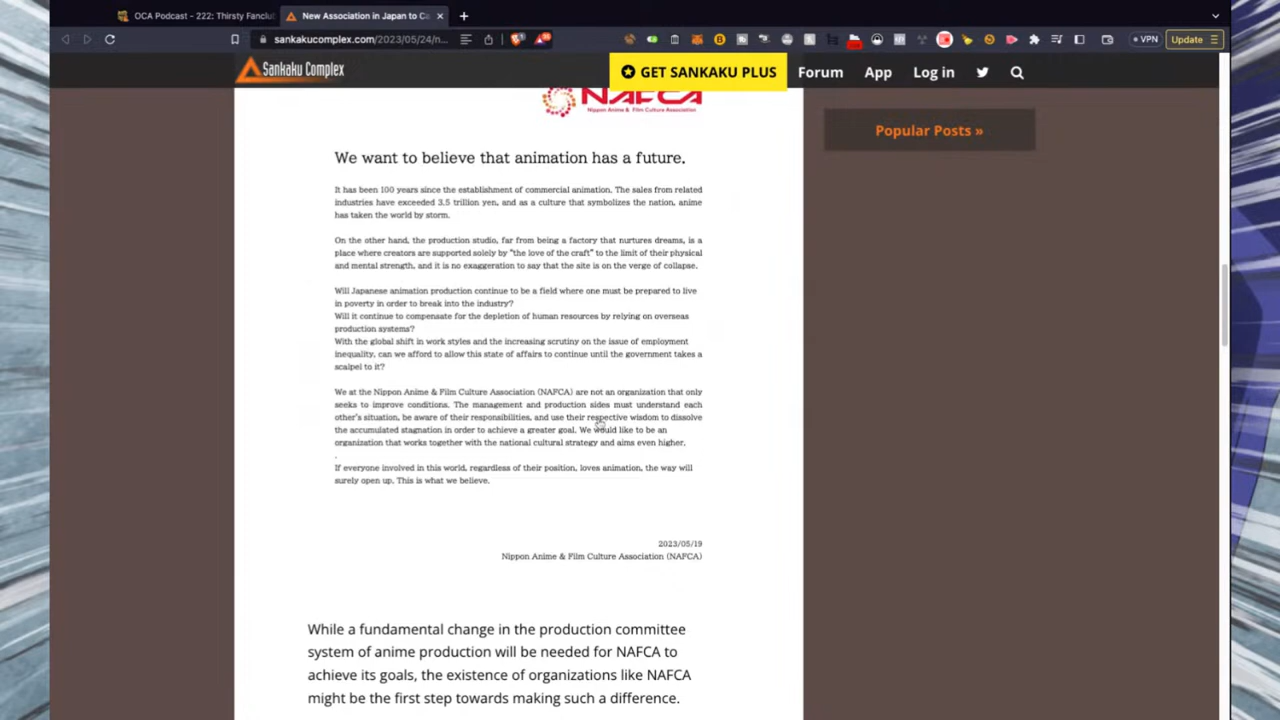 OCA Podcast - 222: Thirsty Fanclu
New Association in Japan to Ca
sankakucomplex.com/2023/05/24/n...
VPN
Update
Sankaku Complex
GET SANKAKU PLUS
Forum
App
Log in
NAFCA
Nippon Anime & Film Culture Association
Popular Posts »
We want to believe that animation has a future.
It has been 100 years since the establishment of commercial animation. The sales from related
industries have exceeded 3.5 trillion yen, and as a culture that symbolizes the nation, anime
has taken the world by storm.
On the other hand, the production studio, far from being a factory that nurtures dreams, is a
place where creators are supported solely by "the love of the craft" to the limit of their physical
and mental strength, and it is no exaggeration to say that the site is on the verge of collapse.
Will Japanese animation production continue to be a field where one must be prepared to live
in poverty in order to break into the industry?
Will it continue to compensate for the depletion of human resources by relying on overseas
production systems?
With the global shift in work styles and the increasing scrutiny on the issue of employment
inequality, can we afford to allow this state of affairs to continue until the government takes a
scalpel to it?
We at the Nippon Anime & Film Culture Association (NAFCA) are not an organization that only
seeks to improve conditions. The management and production sides must understand each
other's situation, be aware of their responsibilities, and use their respective wisdom to dissolve
the accumulated stagnation in order to achieve a greater goal. We would like to be an
organization that works together with the national cultural strategy and aims even higher.
.
If everyone involved in this world, regardless of their position, loves animation, the way will
surely open up. This is what we believe.
2023/05/19
Nippon Anime & Film Culture Association (NAFCA)
While a fundamental change in the production committee
system of anime production will be needed for NAFCA to
achieve its goals, the existence of organizations like NAFCA
might be the first step towards making such a difference.